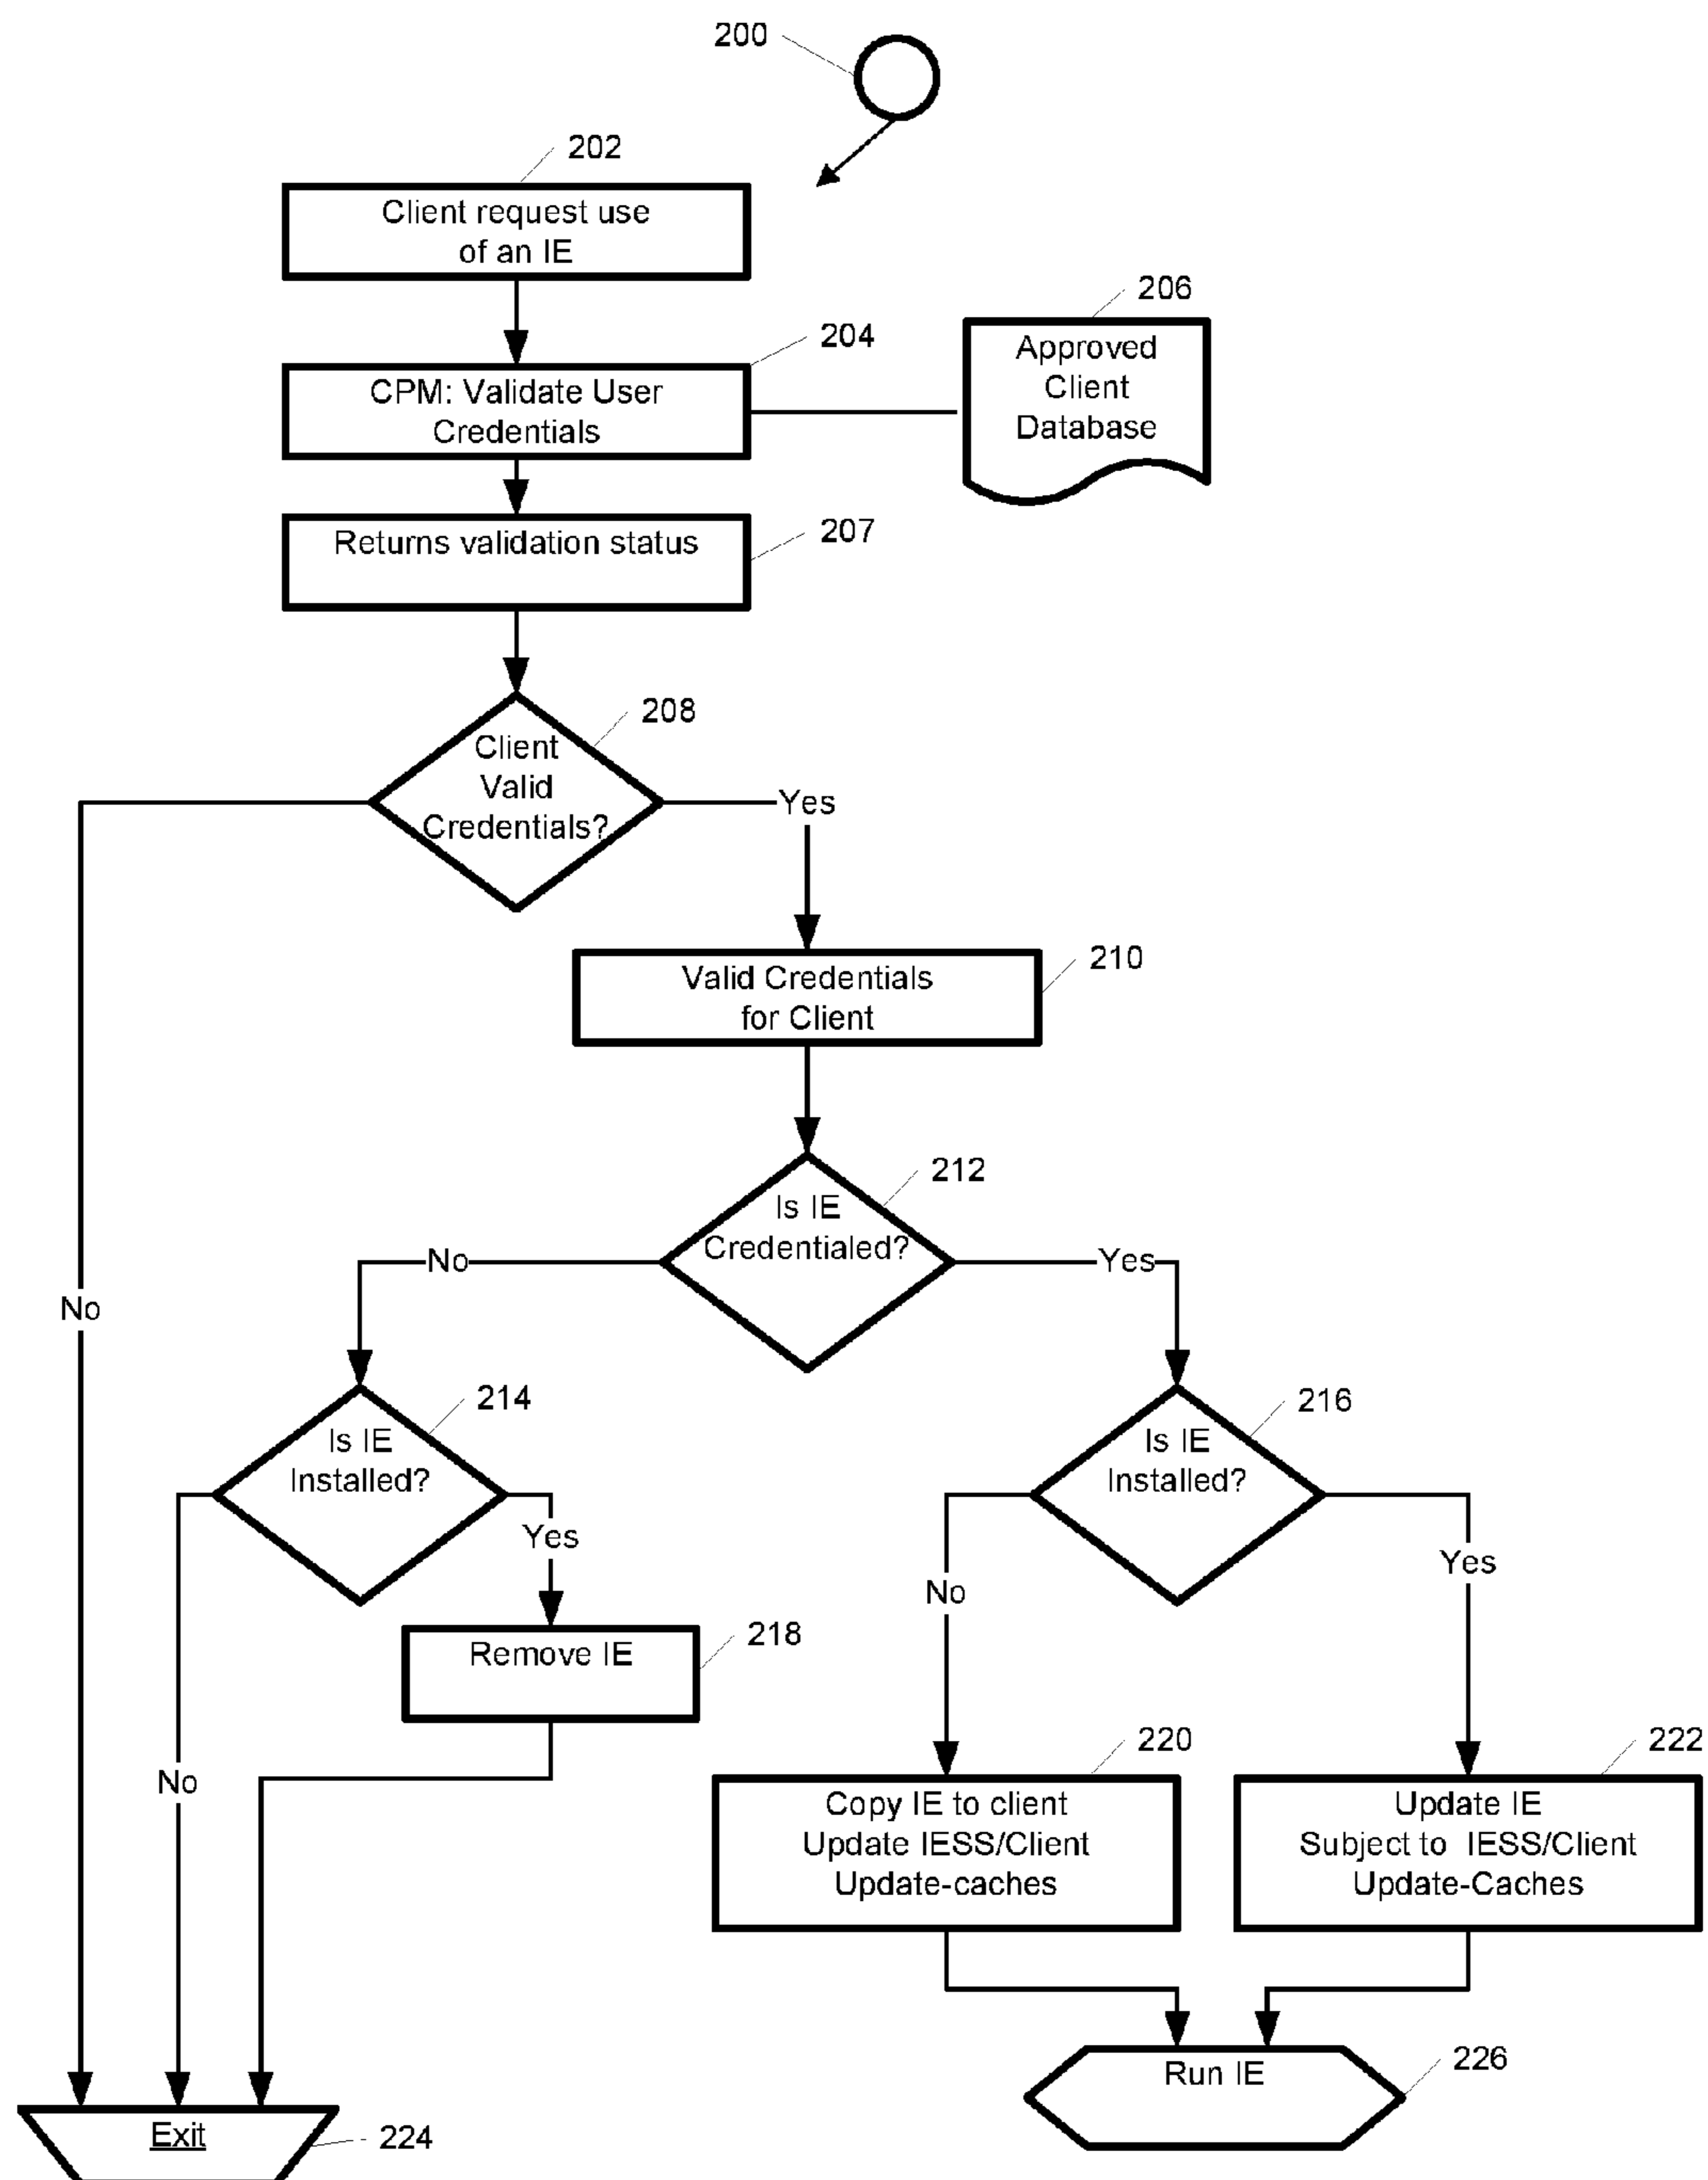 200
202
Client request use
of an IE
206
204
Approved
Client
Database
CPM: Validate User
Credentials
207
Returns validation status
208
Client
Valid
Credentials?
Yes
210
Valid Credentials
for Client
212
Is IE
Credentialed?
No
Yes
No
214
216
Is IE
Installed?
Is IE
Installed?
Yes
Yes
No
218
Remove IE
220
222
No
Copy IE to client
Update IESS/Client
Update-caches
Update IE
Subject to IESS/Client
Update-Caches
226
Run IE
Exit
224